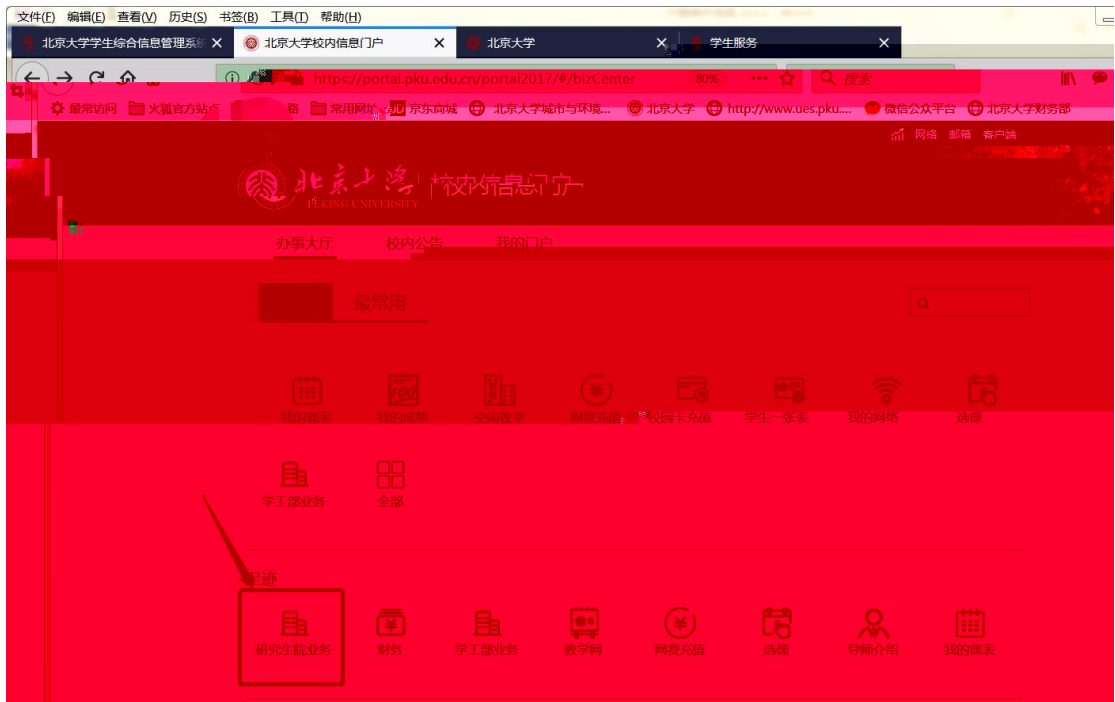 文件(F) 编辑(E) 查看(V) 历史(S) 书签(B) 工具(T) 帮助(H)
北京大学学生综合信息管理系统 北京大学校内信息门户 北京大学 学生服务
https://portal.pku.edu.cn/portal2017/#/bizCenter 80% 搜索
最常访问 火狐官方站点 常用网址 JD 京东商城 北京大学城市与环境... 北京大学 http://www.ues.pku.... 微信公众平台 北京大学财务部
网络 邮箱 客户端
北京大学 校内信息门户
PEKING UNIVERSITY
办事大厅 校内公告 我的门户
最常用
我的课表 我的成绩 空闲教室 网费充值 校园卡充值 学生一张表 我的网络 选课
学工部业务 全部
足迹
研究生院业务 财务 学工部业务 教学网 网费充值 选课 导师介绍 我的课表